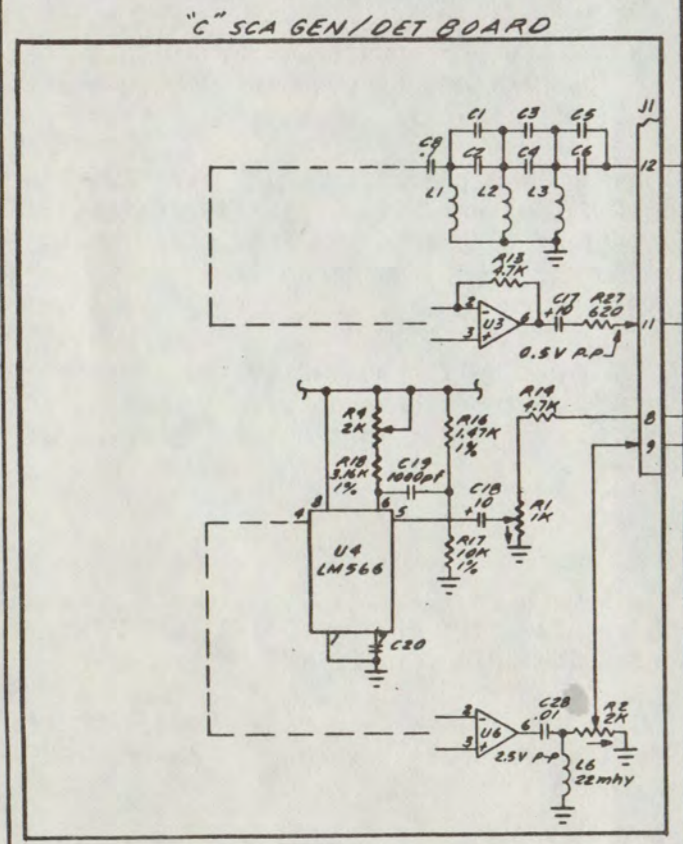 "C" SCA GEN/DET BOARD
J1
C1 C3 C5
C8 C2 C4 C6 12
L1 L2 L3
R13
4.7K
2 U3 6 C17 R27 11
- +10 620
3 +
0.5V P.P.
R14
4.7K 8
R4 R16 9
2K 1.47K
1%
R18 C19
3.16K 1000pf
1% C18
8 6 +10 R1
4 5 1K
U4 R17
LM566 10K
1%
1 7 C20
2 - C28 R2
U6 6 .01 2K
3 +
2.5V P-P L6
22mhy